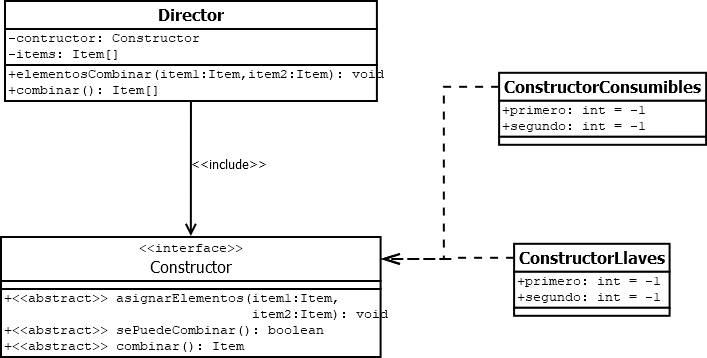 Director
-contructor: Constructor
-items: Item[]
+elementosCombinar(item1:Item,item2:Item): void
+combinar(): Item[]
<<include>>
<<interface>>
Constructor
+<<abstract>> asignarElementos(item1:Item,
item2:Item): void
+<<abstract>> sePuedeCombinar(): boolean
+<<abstract>> combinar(): Item
ConstructorConsumibles
+primero: int = -1
+segundo: int = -1
ConstructorLlaves
+primero: int = -1
+segundo: int = -1